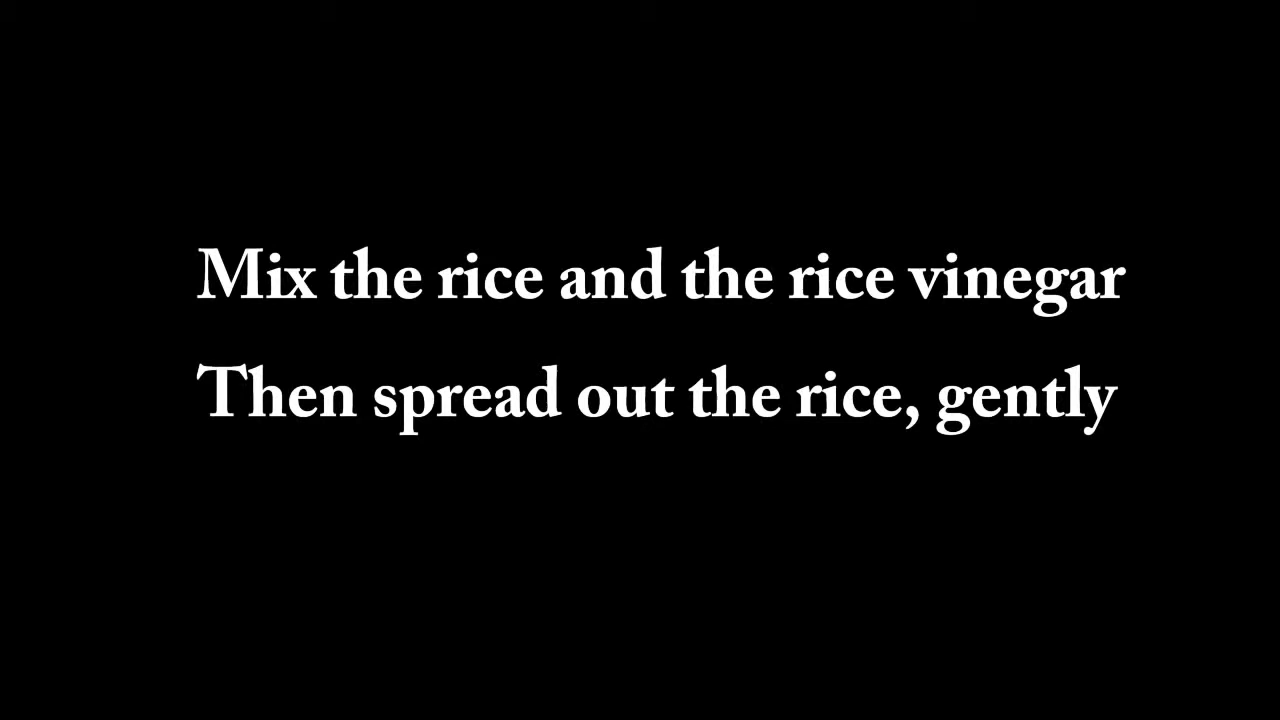 Mix the rice and the rice vinegar
Then spread out the rice, gently